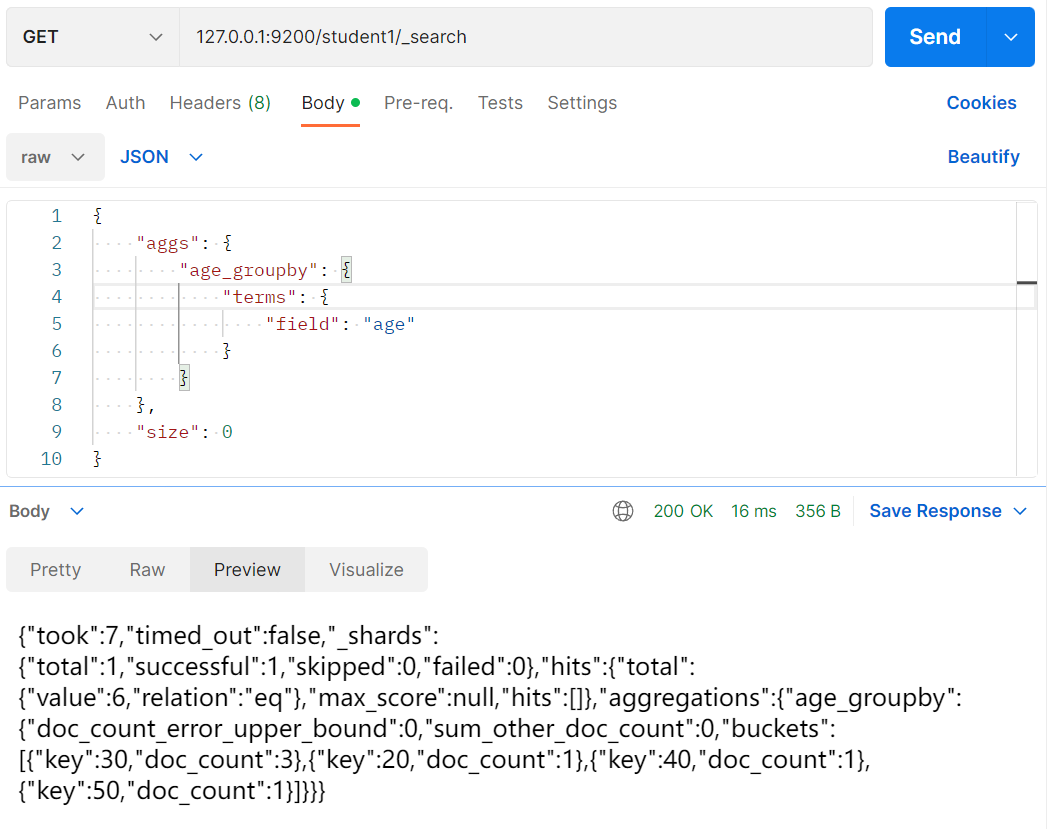 GET 127.0.0.1:9200/student1/_search Send
Params Auth Headers (8) Body Pre-req. Tests Settings Cookies
raw JSON Beautify
1 {
2 "aggs": {
3 "age_groupby": {
4 "terms": {
5 "field": "age"
6 }
7 }
8 },
9 "size": 0
10 }
Body 200 OK 16 ms 356 B Save Response
Pretty Raw Preview Visualize
{"took":7,"timed_out":false,"_shards":
{"total":1,"successful":1,"skipped":0,"failed":0},"hits":{"total":
{"value":6,"relation":"eq"},"max_score":null,"hits":[]},"aggregations":{"age_groupby":
{"doc_count_error_upper_bound":0,"sum_other_doc_count":0,"buckets":
[{"key":30,"doc_count":3},{"key":20,"doc_count":1},{"key":40,"doc_count":1},
{"key":50,"doc_count":1}]}}}